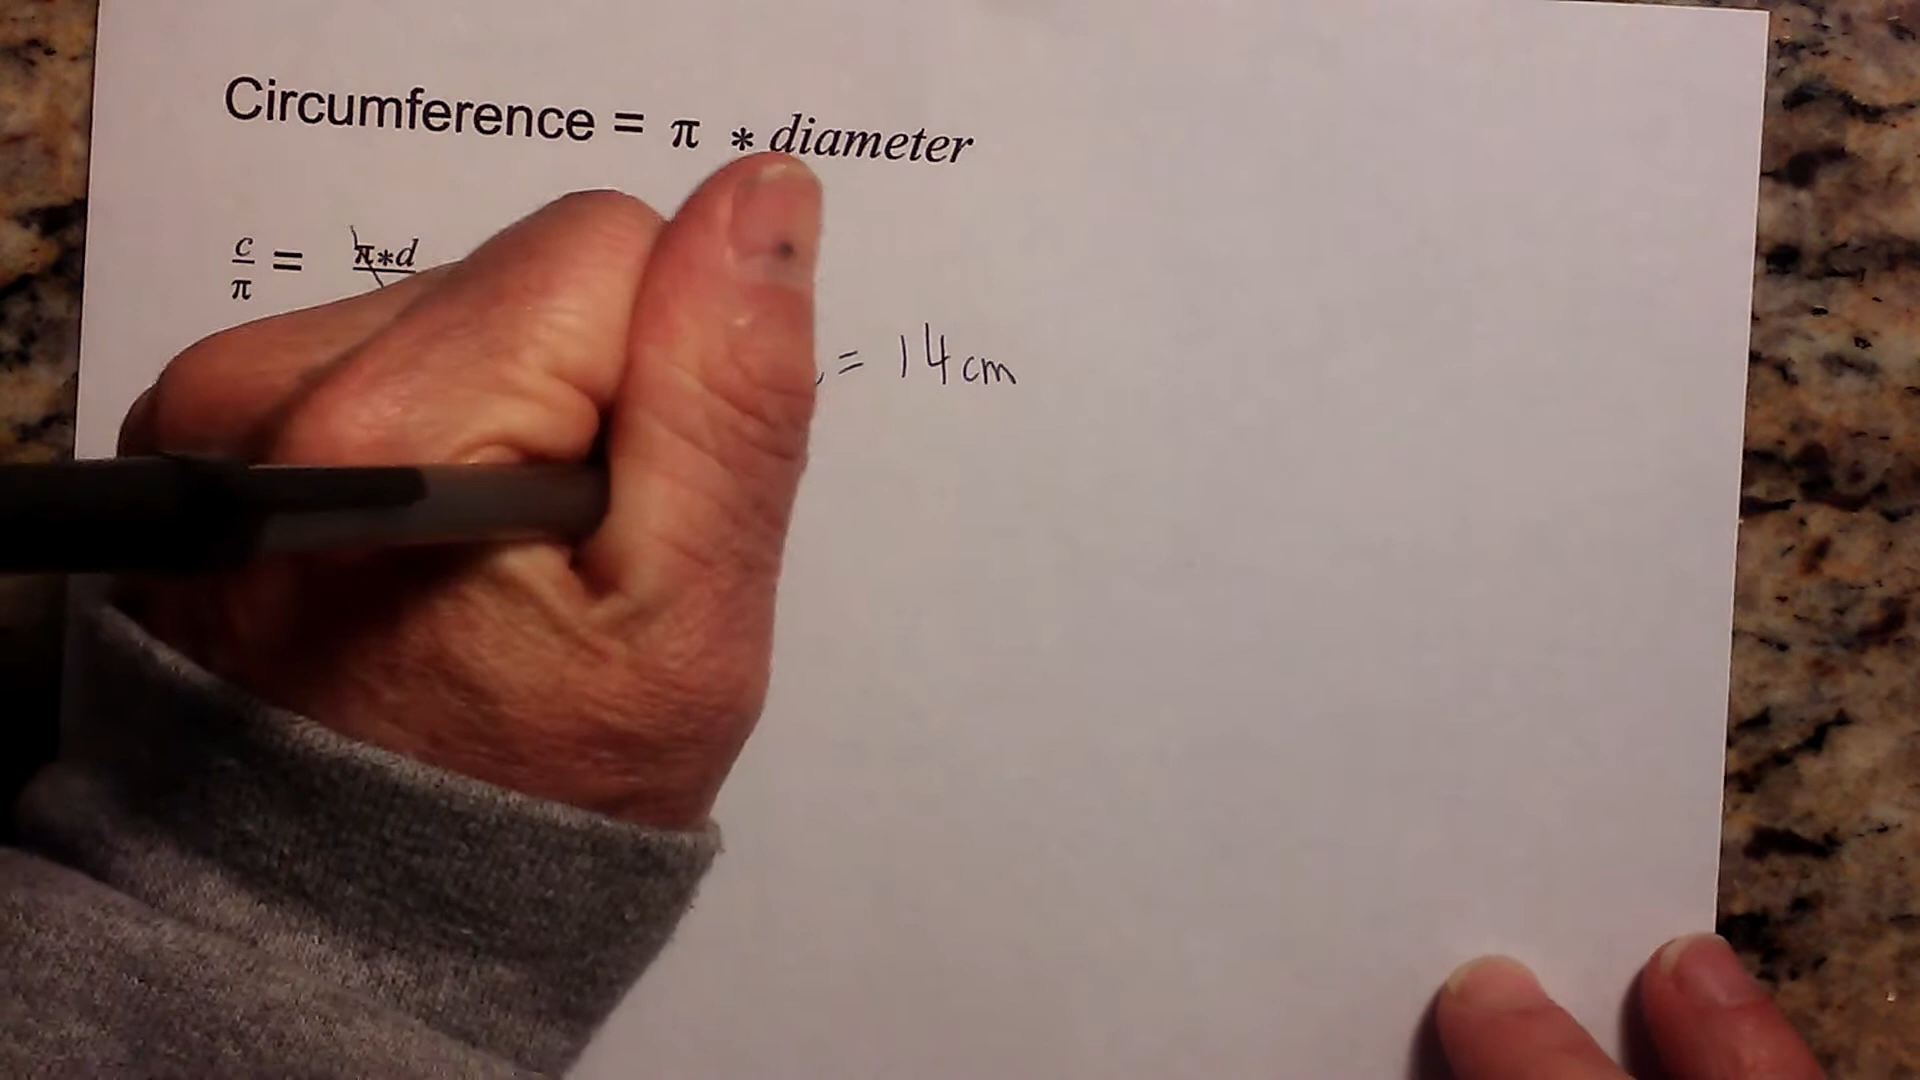 Circumference = π * diameter
c/π = π*d
= 14 cm